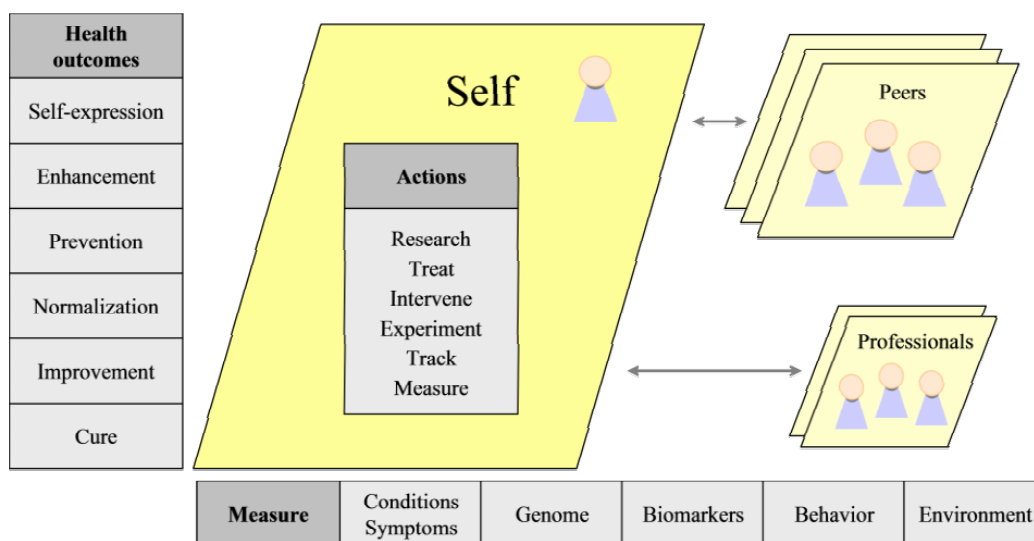 Health
outcomes
Self-expression
Enhancement
Prevention
Normalization
Improvement
Cure
Self
Actions
Research
Treat
Intervene
Experiment
Track
Measure
Peers
Professionals
Measure
Conditions
Symptoms
Genome
Biomarkers
Behavior
Environment